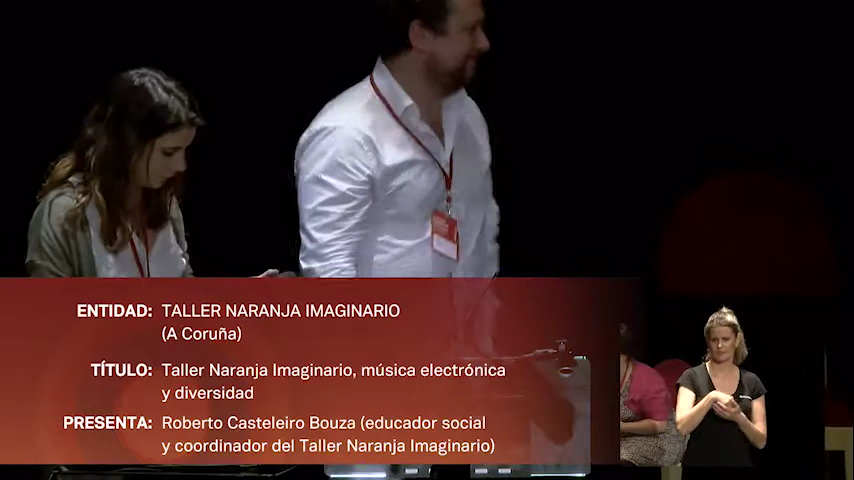 ENTIDAD: TALLER NARANJA IMAGINARIO
(A Coruña)
TÍTULO: Taller Naranja Imaginario, música electrónica
y diversidad
PRESENTA: Roberto Casteleiro Bouza (educador social
y coordinador del Taller Naranja Imaginario)